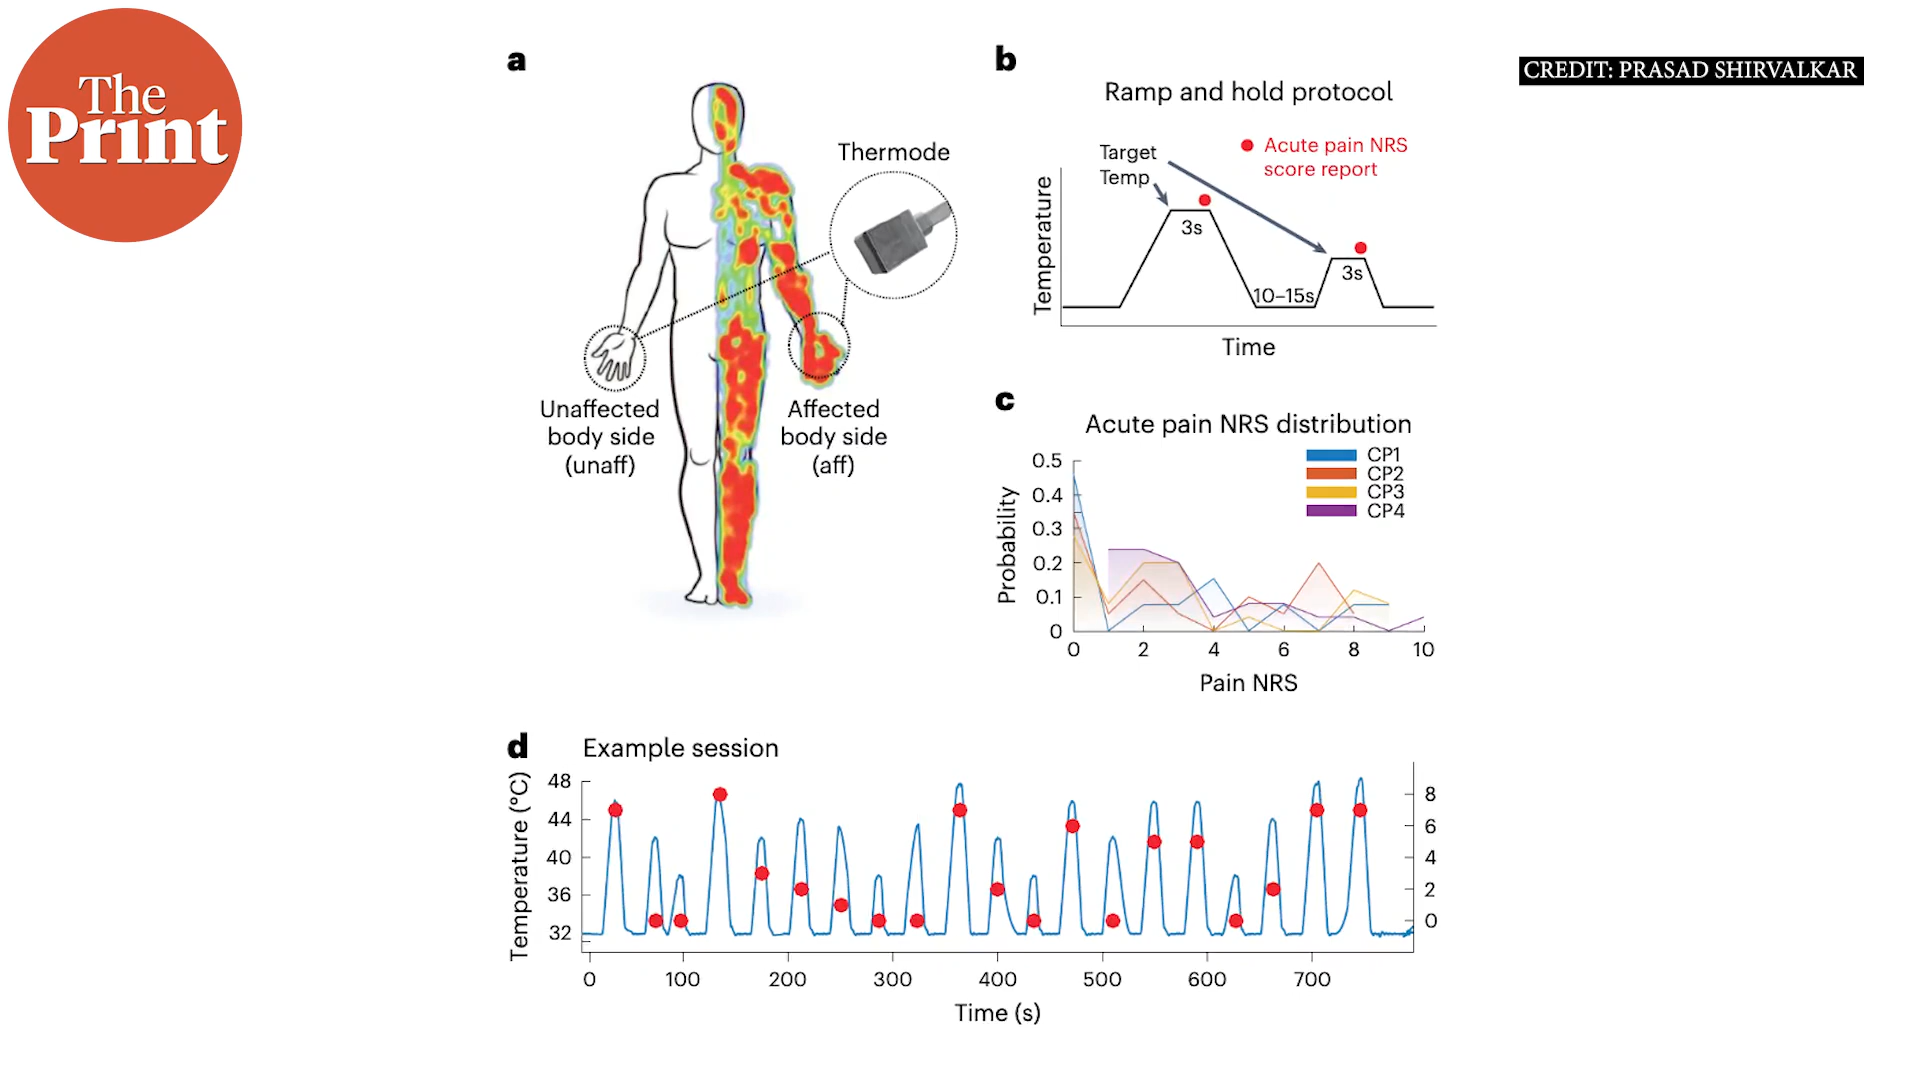 The
Print
CREDIT: PRASAD SHIRVALKAR
a
Thermode
Unaffected
body side
(unaff)
Affected
body side
(aff)
b
Ramp and hold protocol
Target
Temp
Acute pain NRS
score report
3s
10–15s
3s
Temperature
Time
c
Acute pain NRS distribution
CP1
CP2
CP3
CP4
Probability
0.5
0.4
0.3
0.2
0.1
0
0 2 4 6 8 10
Pain NRS
d
Example session
Temperature (°C)
48
44
40
36
32
8
6
4
2
0
0 100 200 300 400 500 600 700
Time (s)